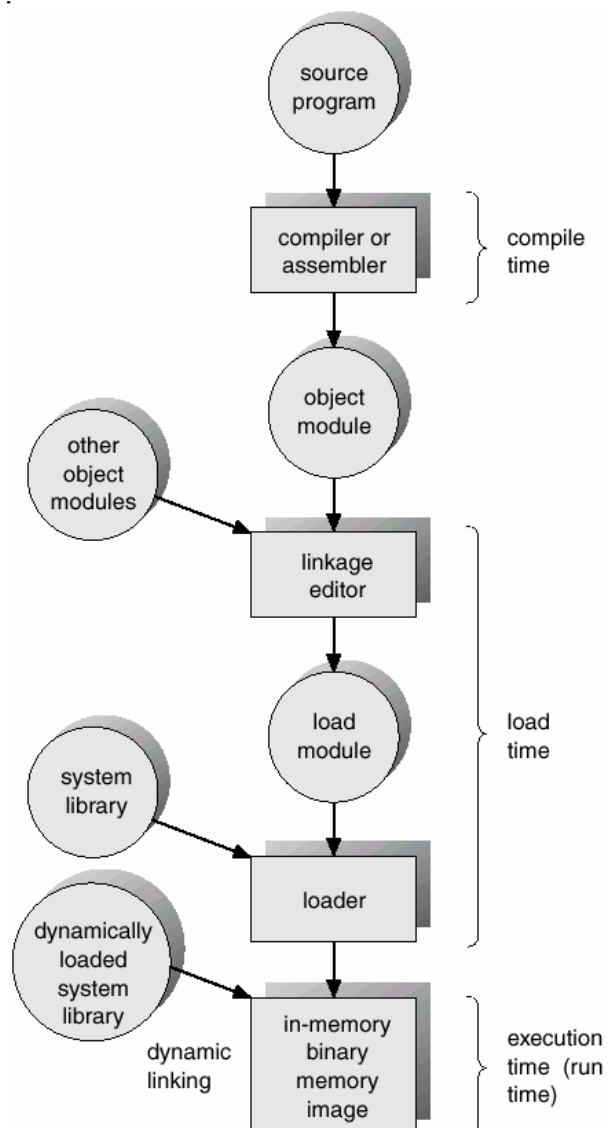 source
program
compiler or
assembler
compile
time
object
module
other
object
modules
linkage
editor
load
module
load
time
system
library
loader
dynamically
loaded
system
library
dynamic
linking
in-memory
binary
memory
image
execution
time (run
time)